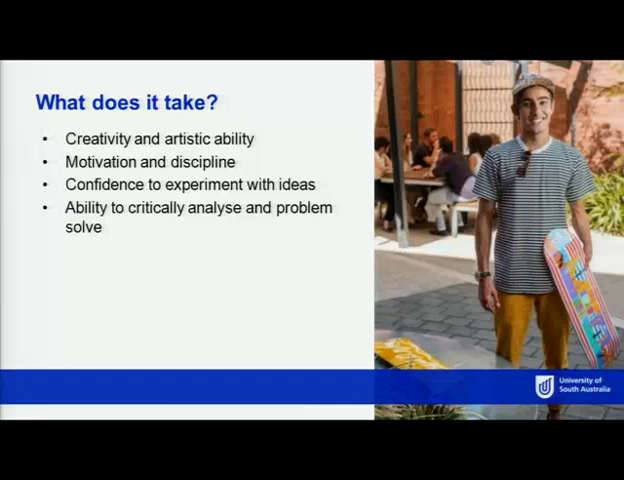 What does it take?
• Creativity and artistic ability
• Motivation and discipline
• Confidence to experiment with ideas
• Ability to critically analyse and problem
solve
University of
South Australia